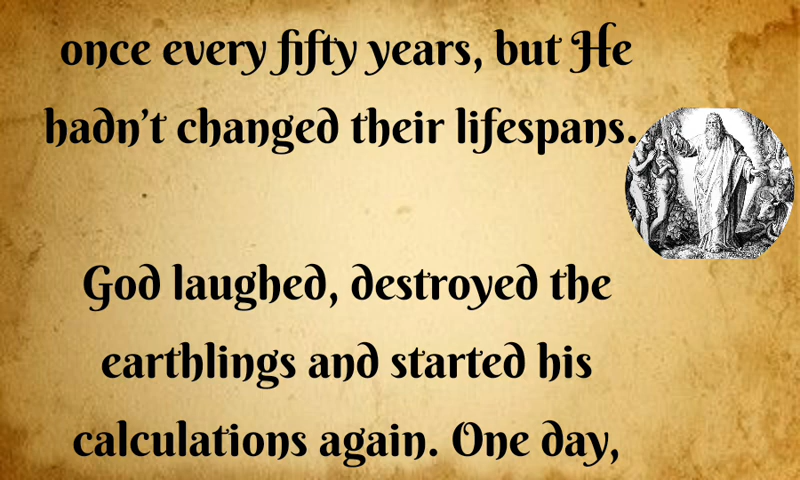 once every fifty years, but He
hadn’t changed their lifespans.
God laughed, destroyed the
earthlings and started his
calculations again. One day,